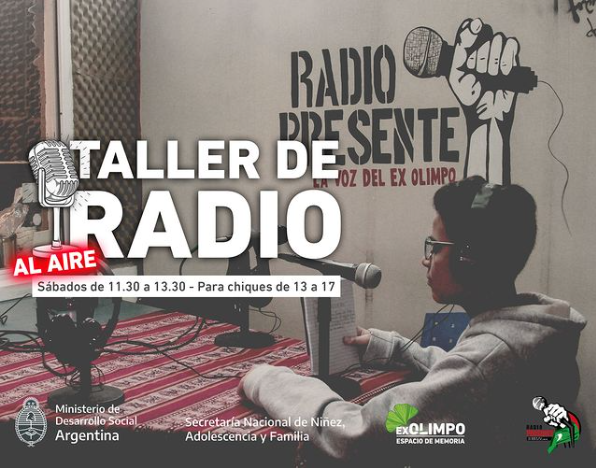 RADIO
PRESENTE
LA VOZ DEL EX OLIMPO
TALLER DE
RADIO
AL AIRE
Sábados de 11.30 a 13.30 - Para chiques de 13 a 17
Ministerio de
Desarrollo Social
Argentina
Secretaría Nacional de Niñez,
Adolescencia y Familia
EXOLIMPO
ESPACIO DE MEMORIA
RADIO